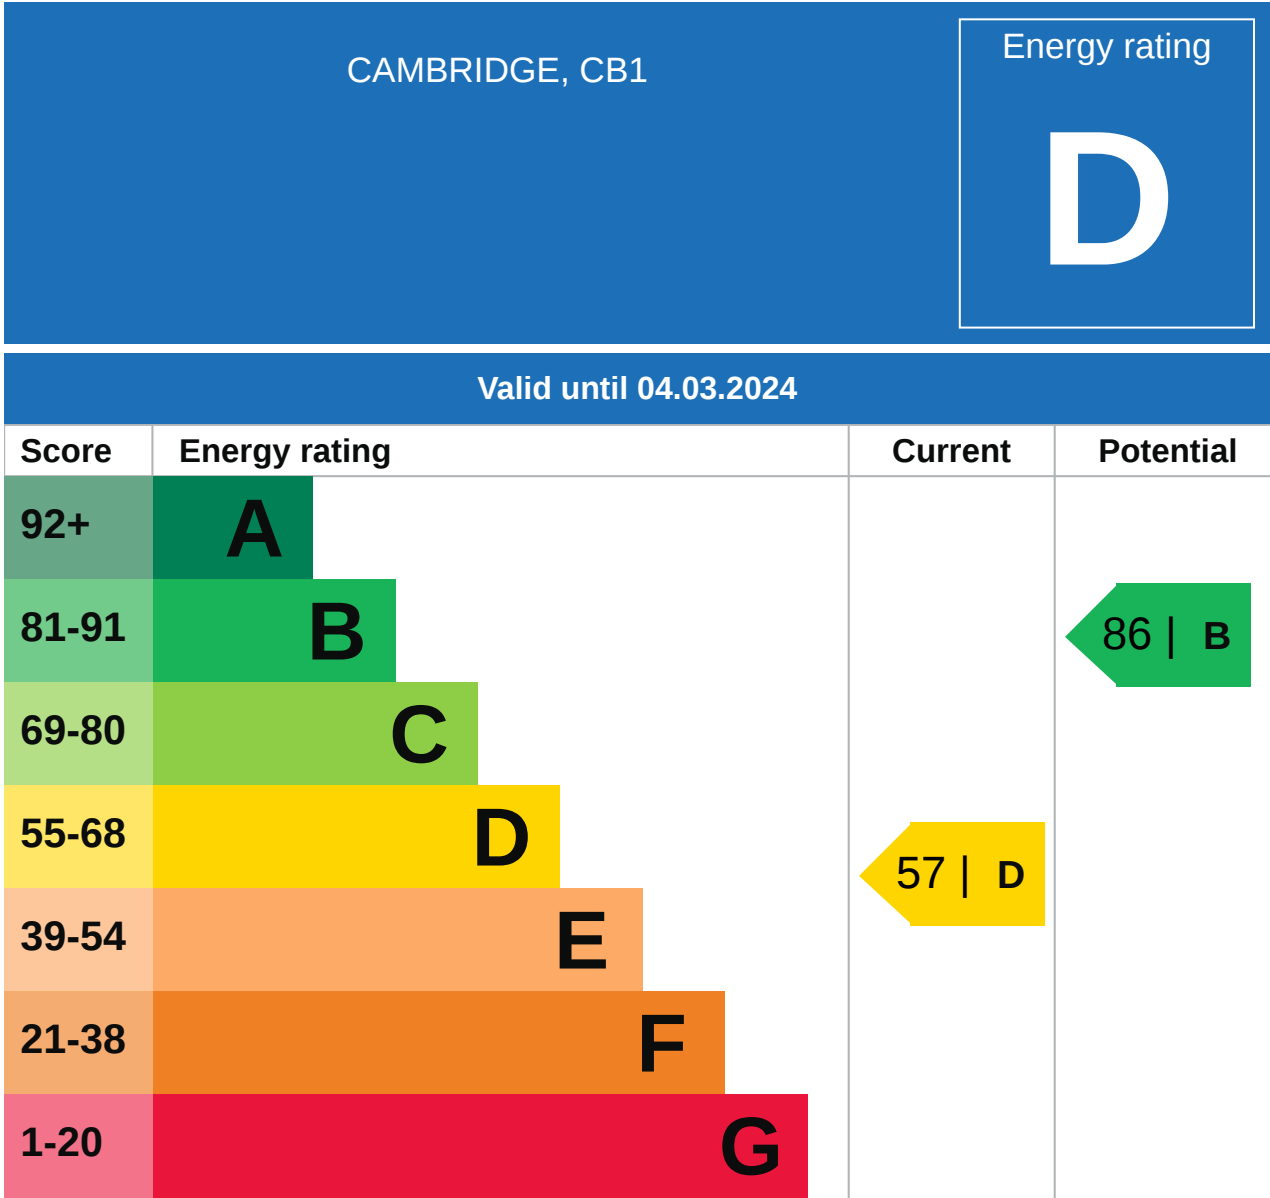 CAMBRIDGE, CB1
Energy rating
D
Valid until 04.03.2024
Score Energy rating Current Potential
92+ A
81-91 B 86 | B
69-80 C
55-68 D 57 | D
39-54 E
21-38 F
1-20 G